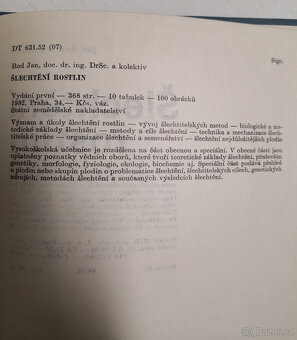 DT 631.52 (07)
Rod Jan, doc. dr. ing. DrSc. a kolektiv
Sign.
ŠLECHTĚNÍ ROSTLIN
Vydání první — 368 str. — 10 tabulek — 100 obrázků
1982, Praha, 34,— Kčs, váz.
Státní zemědělské nakladatelství
Význam a úkoly šlechtění rostlin — vývoj šlechtitelských metod — biologické a me-
todické základy šlechtění — metody a cíle šlechtění — technika a mechanizace šlech-
titelské práce — organizace šlechtění a semenářství — semenářství a semenářství
Vysokoškolská učebnice je rozdělena na část obecnou a speciální. V obecné části jsou
uplatněny poznatky vědních oborů, které tvoří teoretické základy šlechtění, především
genetiky, morfologie, fyziologie, ekologie, biochemie aj. Speciální část podává přehled
u plodin nebo skupin plodin o problematice šlechtění, šlechtitelských cílech, genetických
zdrojích, metodách šlechtění a současných výsledcích šlechtění.
bazoš.cz